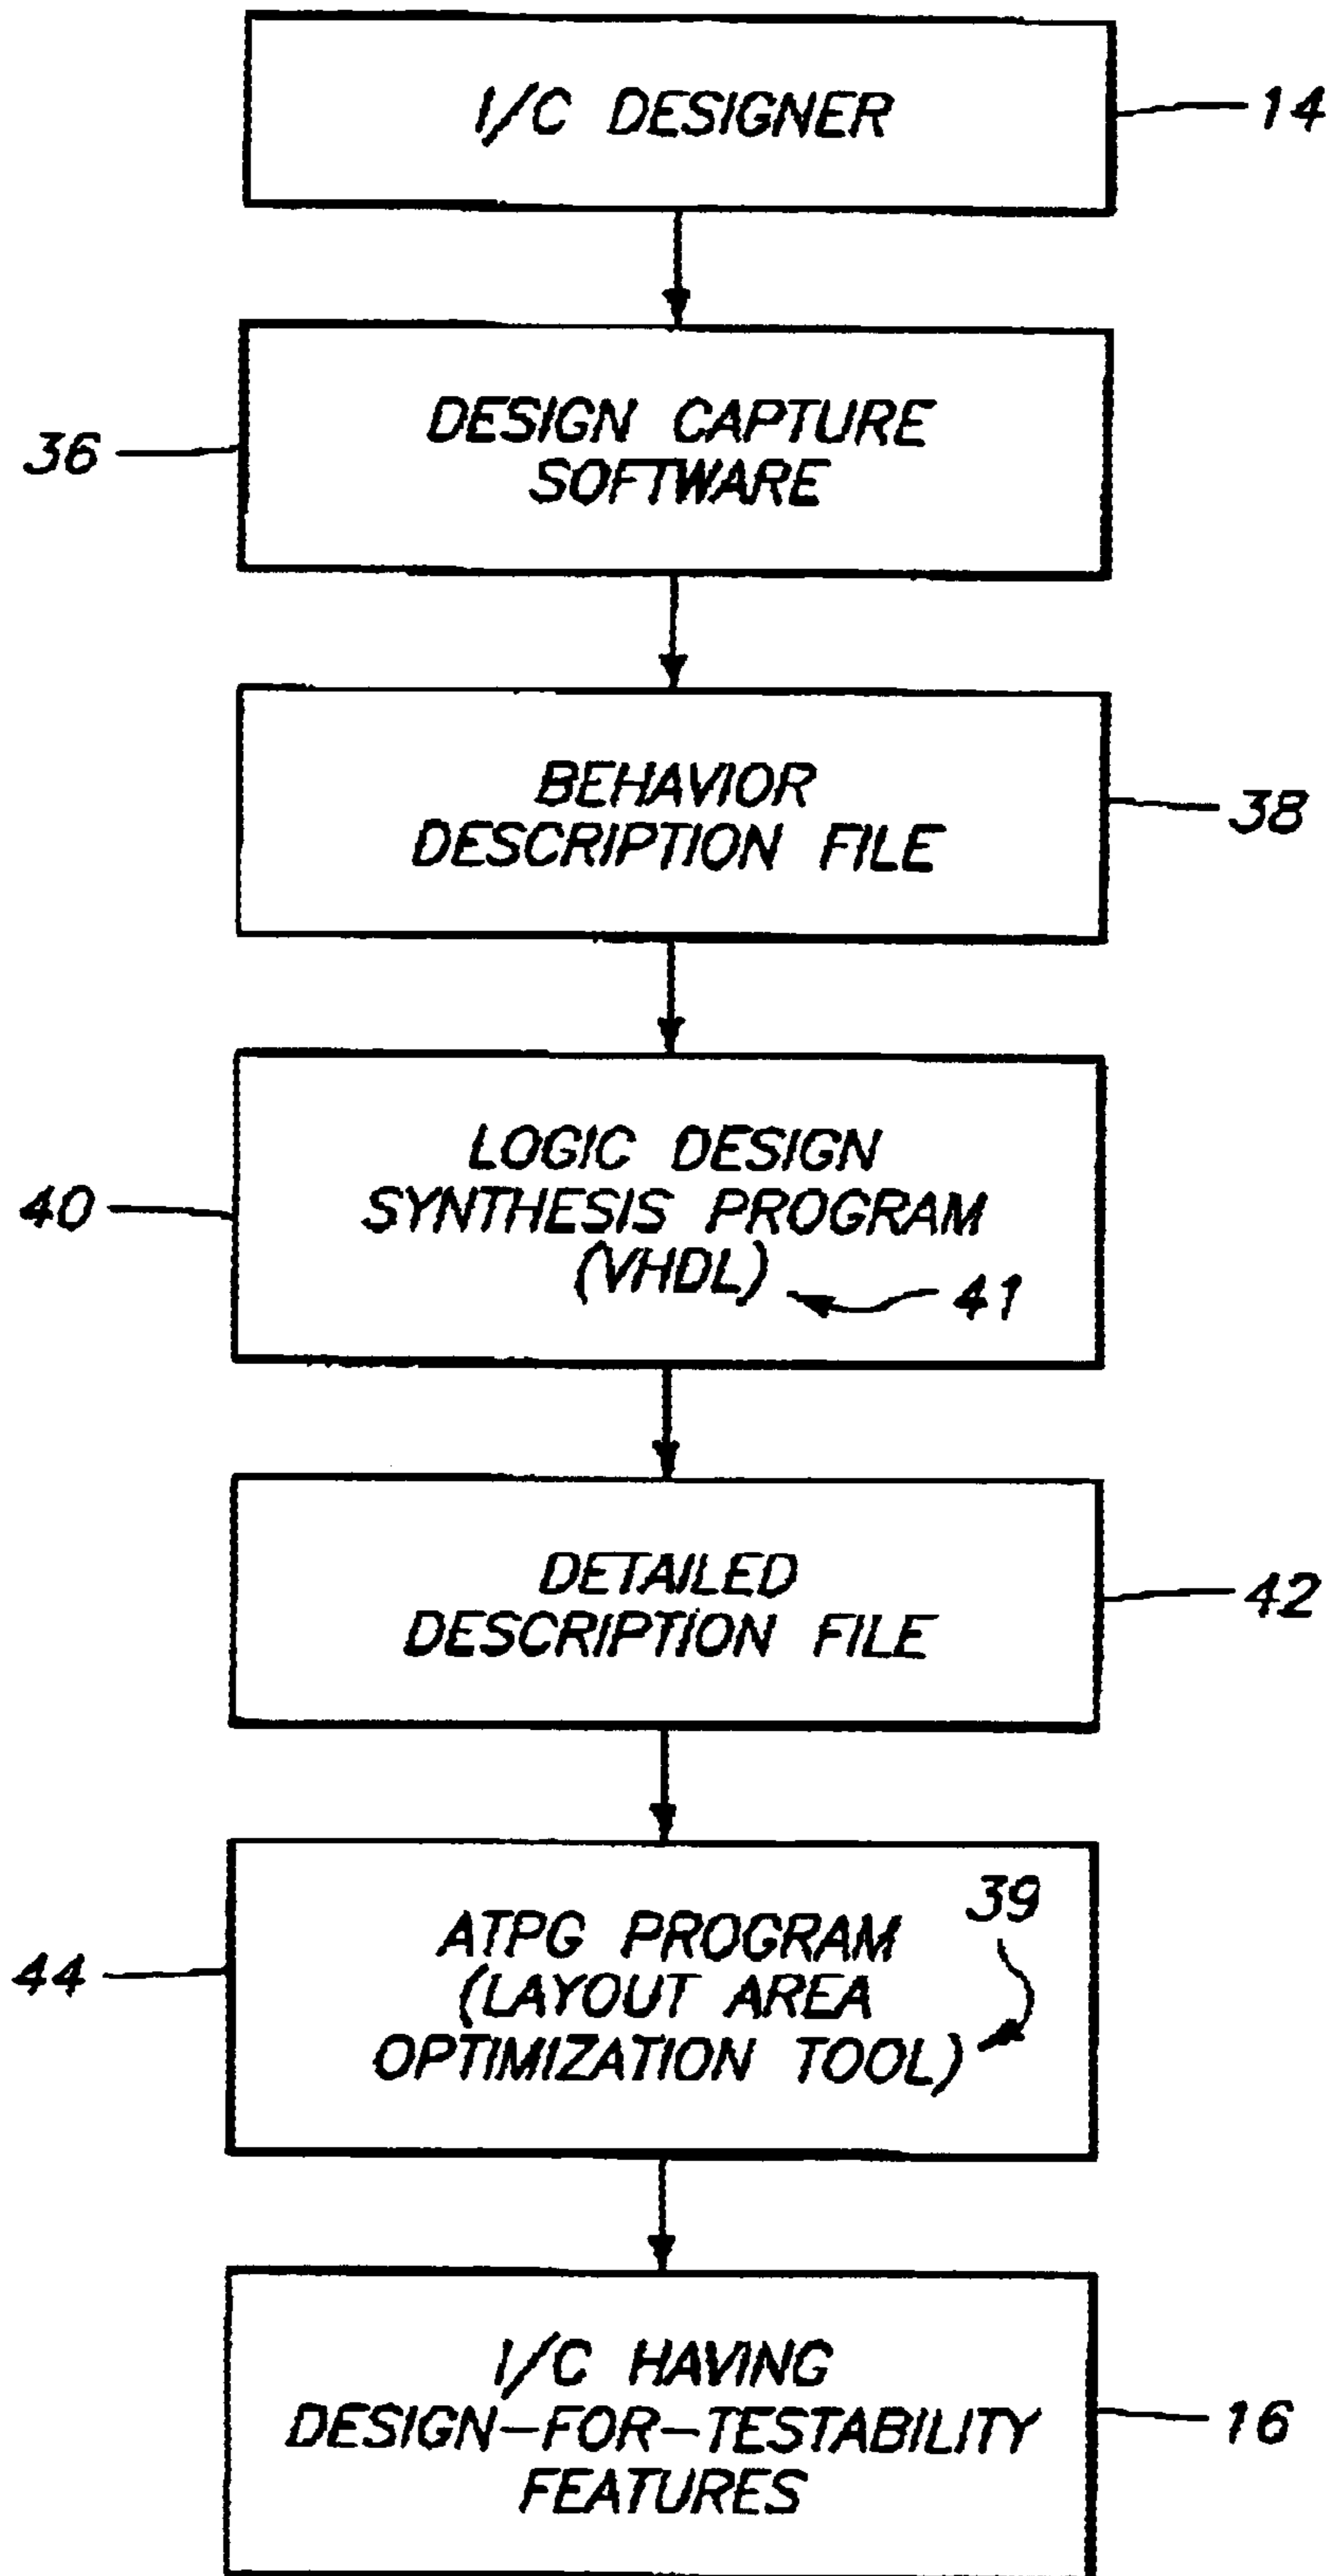 I/C DESIGNER
14
DESIGN CAPTURE
SOFTWARE
36
BEHAVIOR
DESCRIPTION FILE
38
LOGIC DESIGN
SYNTHESIS PROGRAM
(VHDL)
40
41
DETAILED
DESCRIPTION FILE
42
39
ATPG PROGRAM
(LAYOUT AREA
OPTIMIZATION TOOL)
44
I/C HAVING
DESIGN-FOR-TESTABILITY
FEATURES
16